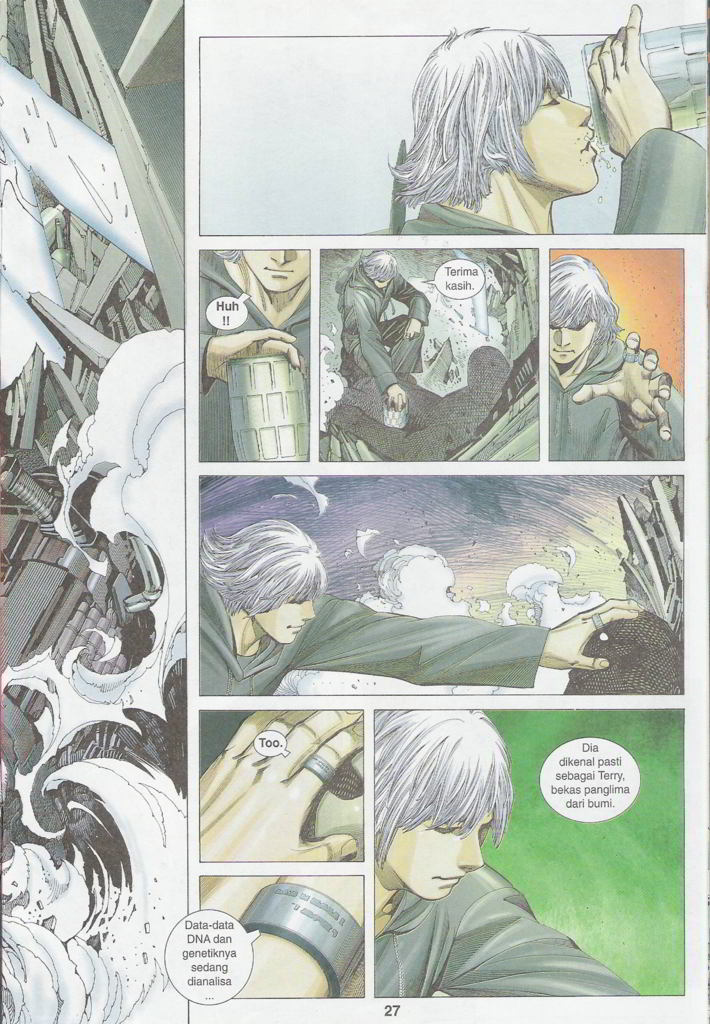 Huh
!!
Terima
kasih.
Too.
Data-data
DNA dan
genetiknya
sedang
dianalisa
...
Dia
dikenal pasti
sebagai Terry,
bekas panglima
dari bumi.
27